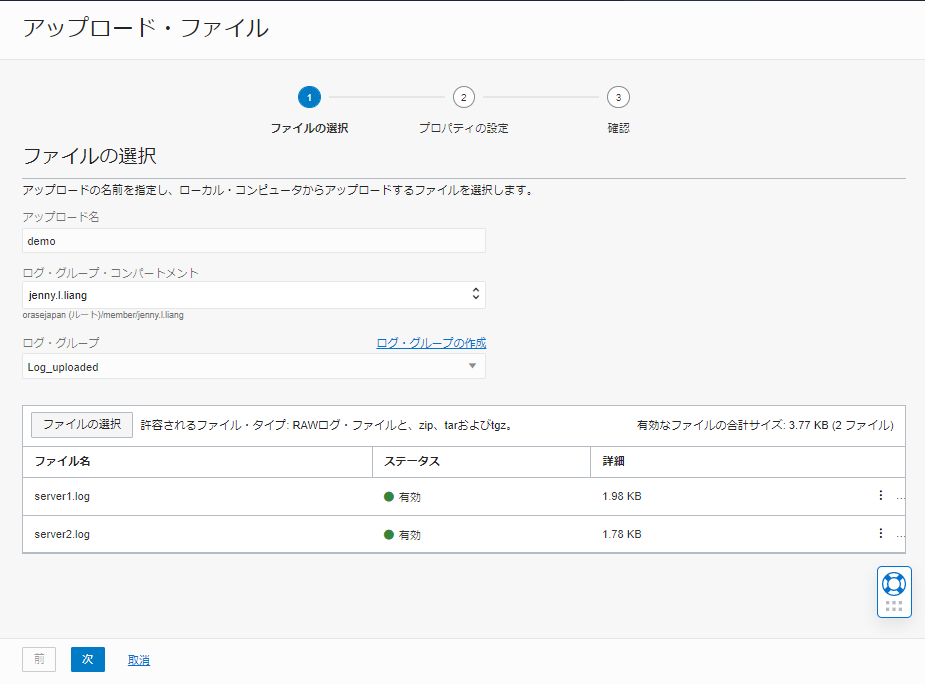 アップロード・ファイル
1 2 3
ファイルの選択 プロパティの設定 確認
ファイルの選択
アップロードの名前を指定し、ローカル・コンピュータからアップロードするファイルを選択します。
アップロード名
demo
ログ・グループ・コンパートメント
jenny.l.liang
orasejapan (ルート)/member/jenny.l.liang
ログ・グループ ログ・グループの作成
Log_uploaded
ファイルの選択 許容されるファイル・タイプ: RAWログ・ファイルと、zip、tarおよびtgz。 有効なファイルの合計サイズ: 3.77 KB (2 ファイル)
ファイル名 ステータス 詳細
server1.log 有効 1.98 KB ...
server2.log 有効 1.78 KB ...
前 次 取消